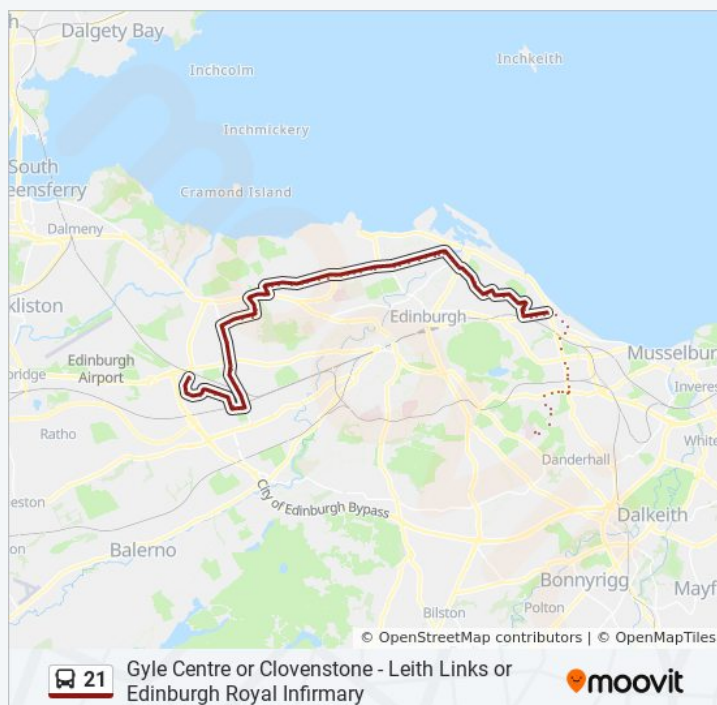 Dalgety Bay
Inchkeith
Inchcolm
Inchmickery
South
eensferry
Cramond Island
Dalmeny
kliston
Edinburgh
Edinburgh
Airport
Musselbur
bridge
Inveres
Ratho
White
Danderhall
eston
City of Edinburgh Bypass
Dalkeith
on
Balerno
Bonnyrigg
Mayf
Polton
Bilston
© OpenStreetMap contributors | © OpenMapTiles
21
Gyle Centre or Clovenstone - Leith Links or
Edinburgh Royal Infirmary
moovit